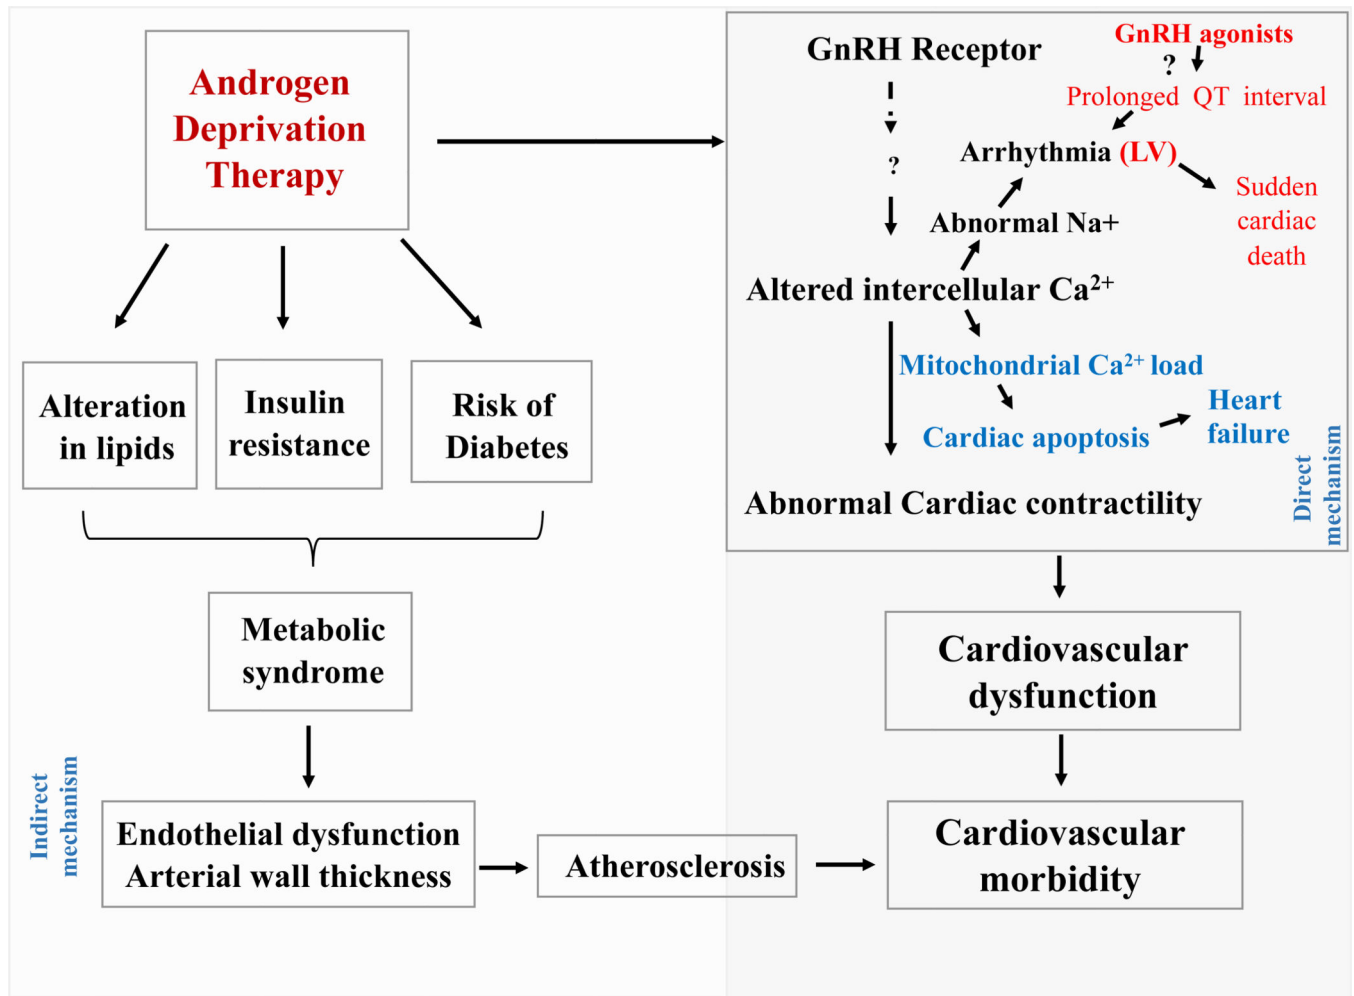 Androgen
Deprivation
Therapy
Alteration
in lipids
Insulin
resistance
Risk of
Diabetes
Metabolic
syndrome
Indirect
mechanism
Endothelial dysfunction
Arterial wall thickness
Atherosclerosis
GnRH Receptor
?
GnRH agonists
?
Prolonged QT interval
Arrhythmia (LV)
Sudden
cardiac
death
Abnormal Na+
Altered intercellular Ca²⁺
Mitochondrial Ca²⁺ load
Cardiac apoptosis
Heart
failure
Abnormal Cardiac contractility
Direct
mechanism
Cardiovascular
dysfunction
Cardiovascular
morbidity